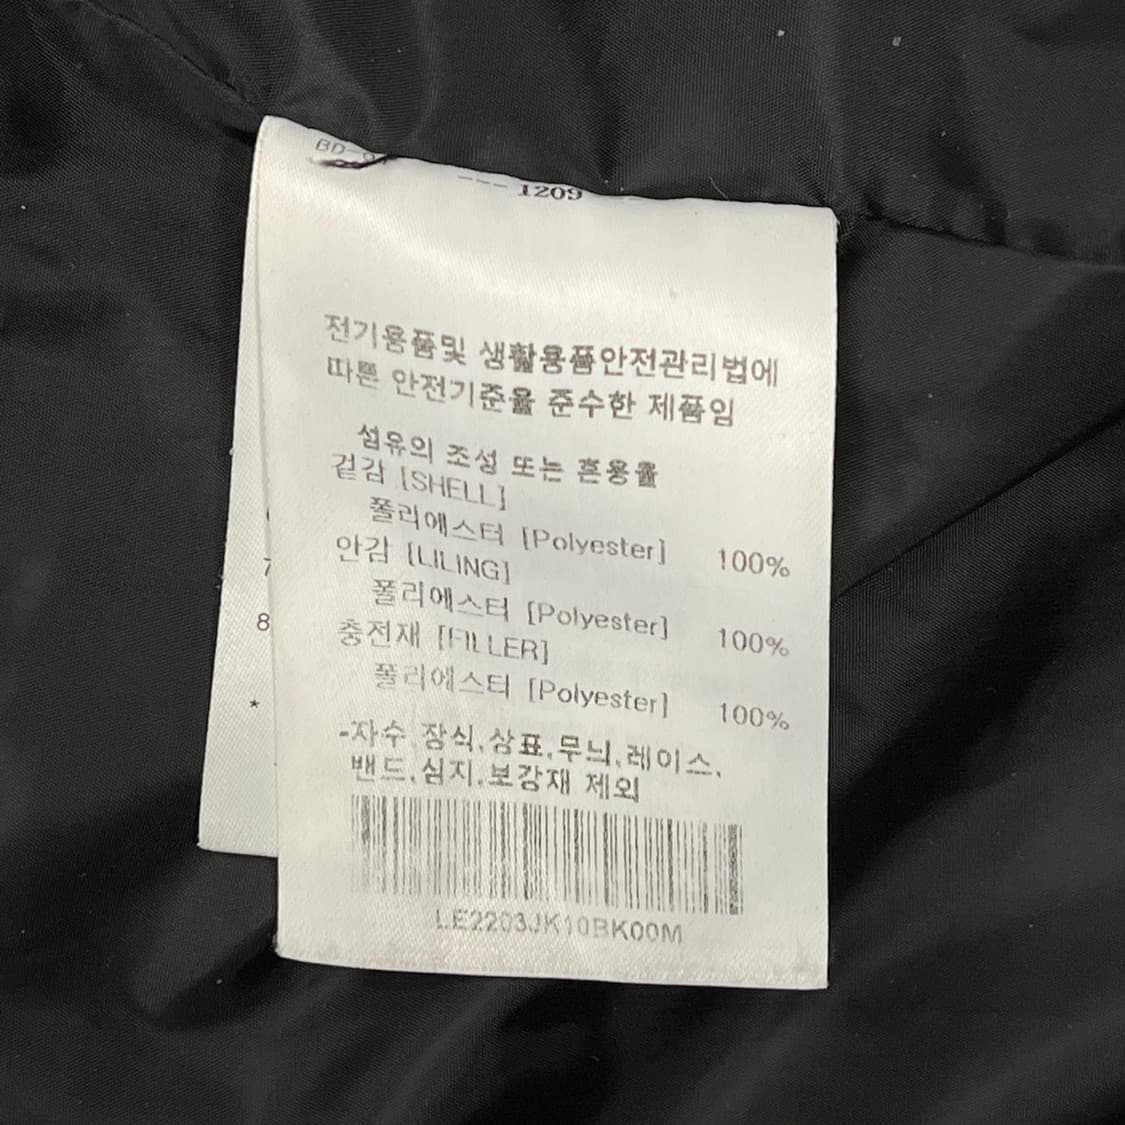 --- 1209
전기용품및 생활용품안전관리법에
따른 안전기준율 준수한 제품임
섬유의 조성 또는 혼용율
겉감 [SHELL]
폴리에스터 [Polyester] 100%
안감 [LILING]
폴리에스터 [Polyester] 100%
충전재 [FILLER]
폴리에스터 [Polyester] 100%
-자수.장식.상표.무늬.레이스.
밴드.심지.보강재 제외
LE2203JK10BK00M
7
8
*